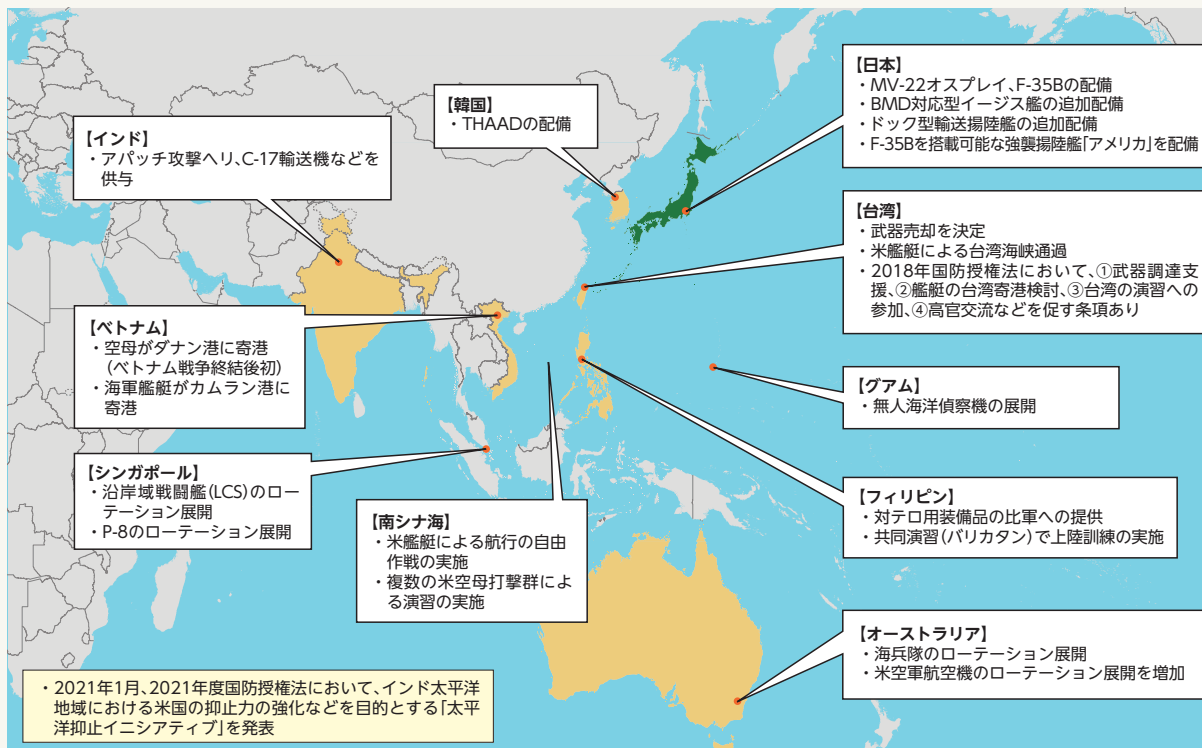 【日本】
・MV-22オスプレイ、F-35Bの配備
・BMD対応型イージス艦の追加配備
・ドック型輸送揚陸艦の追加配備
・F-35Bを搭載可能な強襲揚陸艦「アメリカ」を配備
【韓国】
・THAADの配備
【インド】
・アパッチ攻撃ヘリ、C-17輸送機などを
供与
【台湾】
・武器売却を決定
・米艦艇による台湾海峡通過
・2018年国防授権法において、①武器調達支
援、②艦艇の台湾寄港検討、③台湾の演習への
参加、④高官交流などを促す条項あり
【ベトナム】
・空母がダナン港に寄港
(ベトナム戦争終結後初)
・海軍艦艇がカムラン港に
寄港
【グアム】
・無人海洋偵察機の展開
【シンガポール】
・沿岸域戦闘艦(LCS)のロー
テーション展開
・P-8のローテーション展開
【南シナ海】
・米艦艇による航行の自由
作戦の実施
・複数の米空母打撃群によ
る演習の実施
【フィリピン】
・対テロ用装備品の比軍への提供
・共同演習(バリカタン)で上陸訓練の実施
【オーストラリア】
・海兵隊のローテーション展開
・米空軍航空機のローテーション展開を増加
・2021年1月、2021年度国防授権法において、インド太平洋
地域における米国の抑止力の強化などを目的とする「太平
洋抑止イニシアティブ」を発表